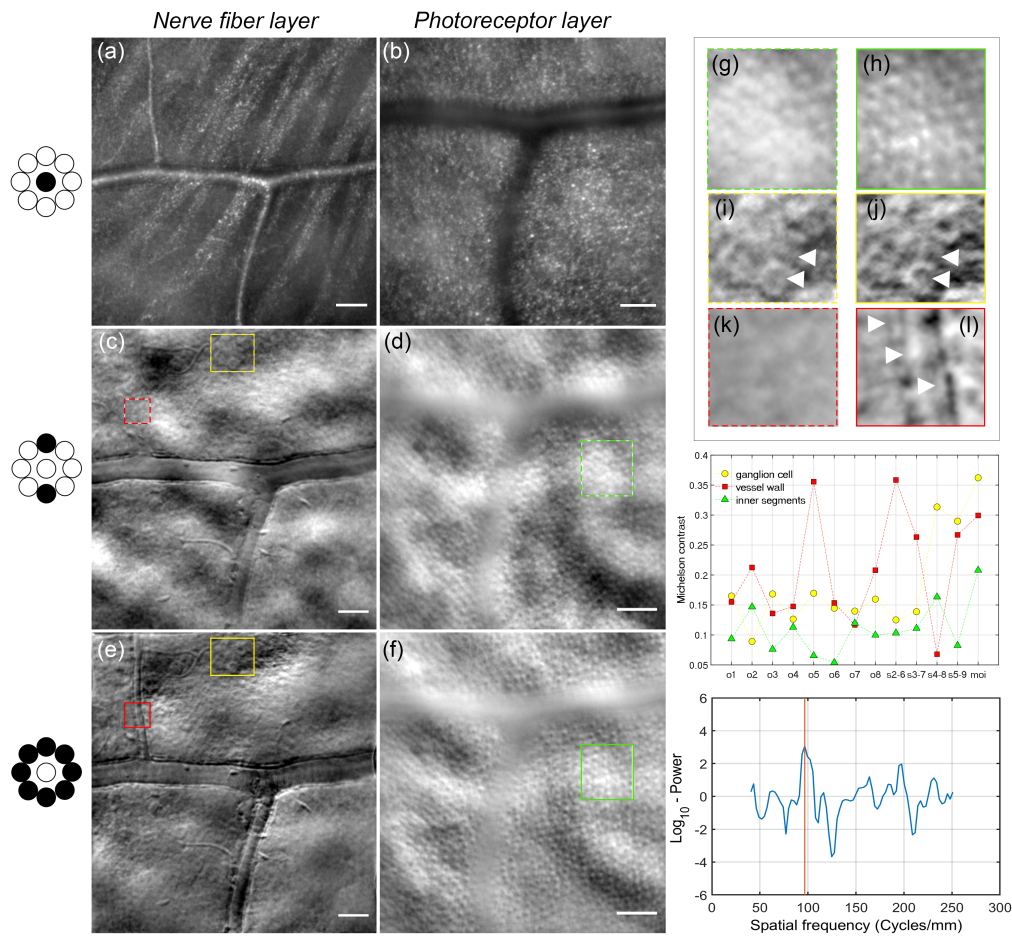 Nerve fiber layer
Photoreceptor layer
(a)
(b)
(c)
(d)
(e)
(f)
(g)
(h)
(i)
(j)
(k)
(l)
0.4
0.35
0.3
0.25
0.2
0.15
0.1
0.05
Michelson contrast
ganglion cell
vessel wall
inner segments
o1 o2 o3 o4 o5 o6 o7 o8 s2-6 s3-7 s4-8 s5-9 moi
6
4
2
0
-2
-4
-6
Log10 - Power
0 50 100 150 200 250 300
Spatial frequency (Cycles/mm)